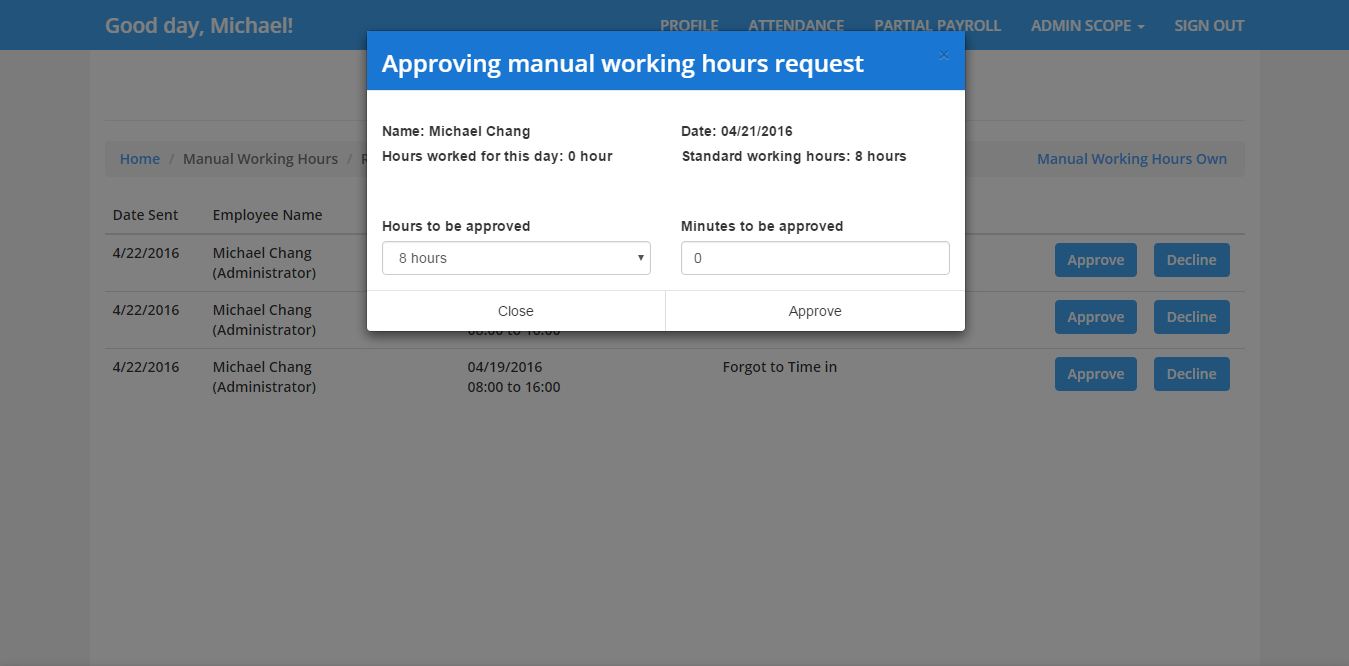 Good day, Michael!
PROFILE ATTENDANCE PARTIAL PAYROLL ADMIN SCOPE SIGN OUT
Approving manual working hours request ×
Name: Michael Chang Date: 04/21/2016
Hours worked for this day: 0 hour Standard working hours: 8 hours
Hours to be approved Minutes to be approved
8 hours 0
Close Approve
Home / Manual Working Hours / Manual Working Hours Own
Date Sent Employee Name
4/22/2016 Michael Chang Approve Decline
(Administrator)
4/22/2016 Michael Chang Approve Decline
(Administrator) 08:00 to 16:00
4/22/2016 Michael Chang 04/19/2016 Forgot to Time in Approve Decline
(Administrator) 08:00 to 16:00